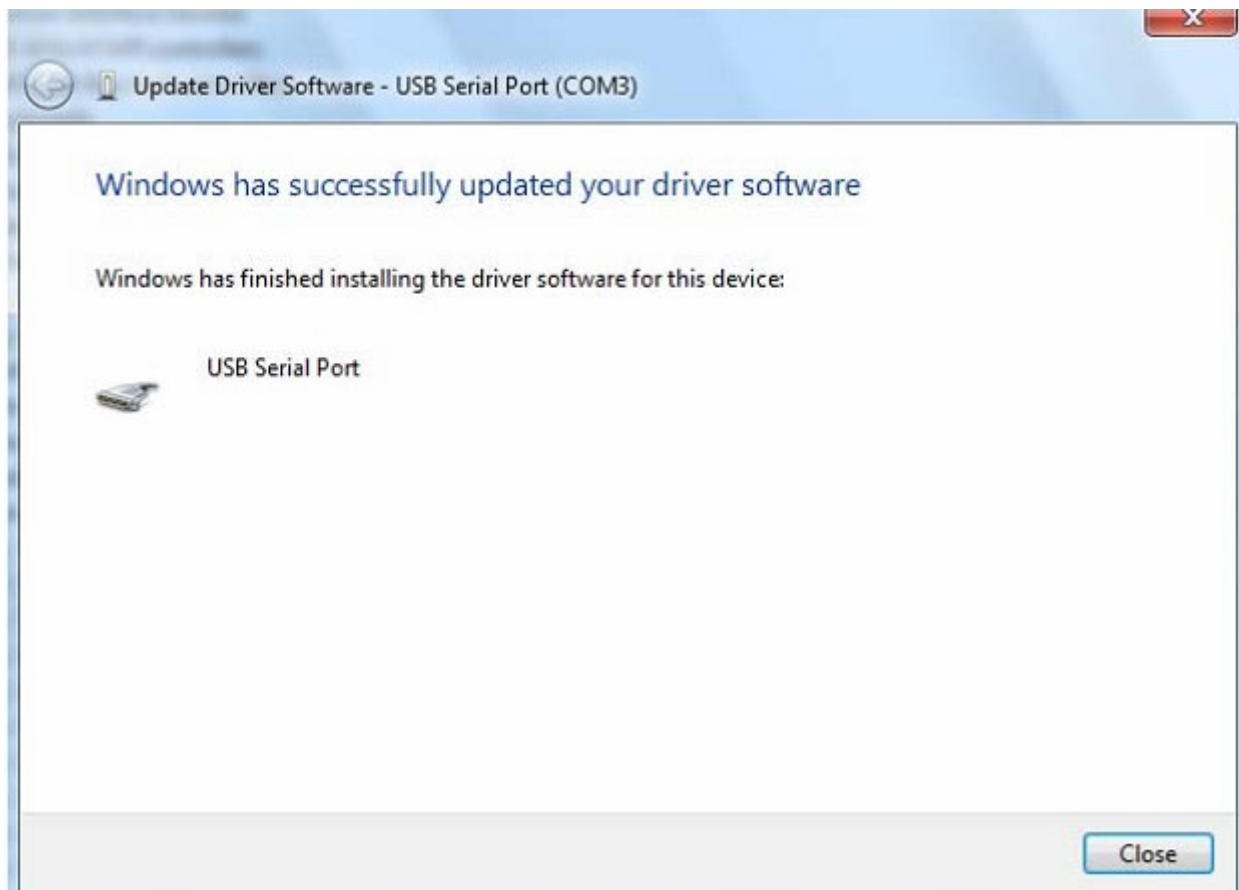 Update Driver Software - USB Serial Port (COM3)
Windows has successfully updated your driver software
Windows has finished installing the driver software for this device:
USB Serial Port
Close